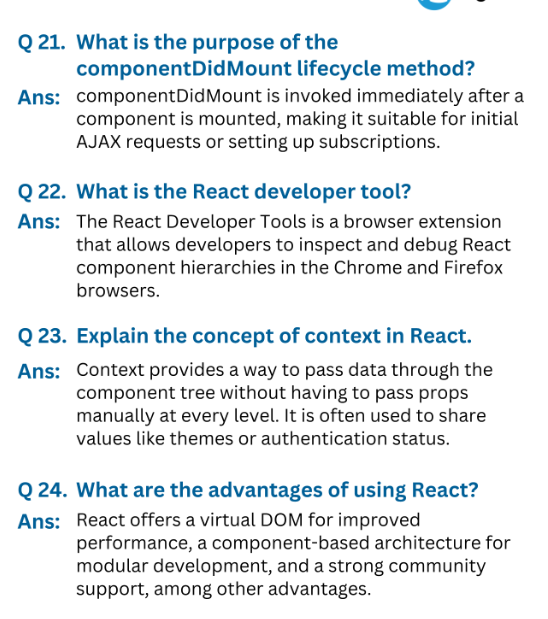 Q 21. What is the purpose of the
componentDidMount lifecycle method?
Ans: componentDidMount is invoked immediately after a
component is mounted, making it suitable for initial
AJAX requests or setting up subscriptions.
Q 22. What is the React developer tool?
Ans: The React Developer Tools is a browser extension
that allows developers to inspect and debug React
component hierarchies in the Chrome and Firefox
browsers.
Q 23. Explain the concept of context in React.
Ans: Context provides a way to pass data through the
component tree without having to pass props
manually at every level. It is often used to share
values like themes or authentication status.
Q 24. What are the advantages of using React?
Ans: React offers a virtual DOM for improved
performance, a component-based architecture for
modular development, and a strong community
support, among other advantages.